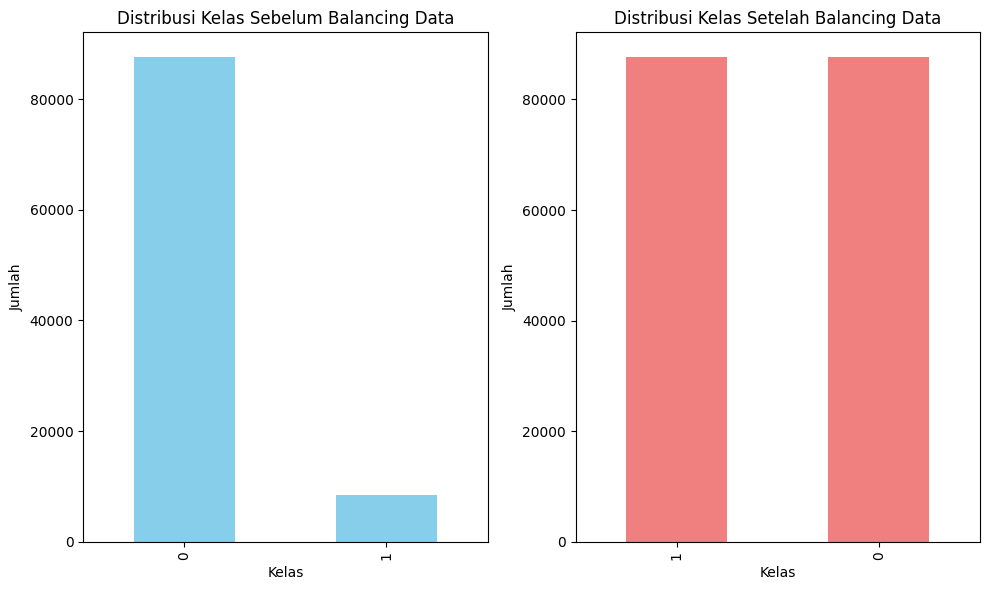 Distribusi Kelas Sebelum Balancing Data
80000
60000
40000
20000
0
Jumlah
0
1
Kelas
Distribusi Kelas Setelah Balancing Data
80000
60000
40000
20000
0
Jumlah
1
0
Kelas